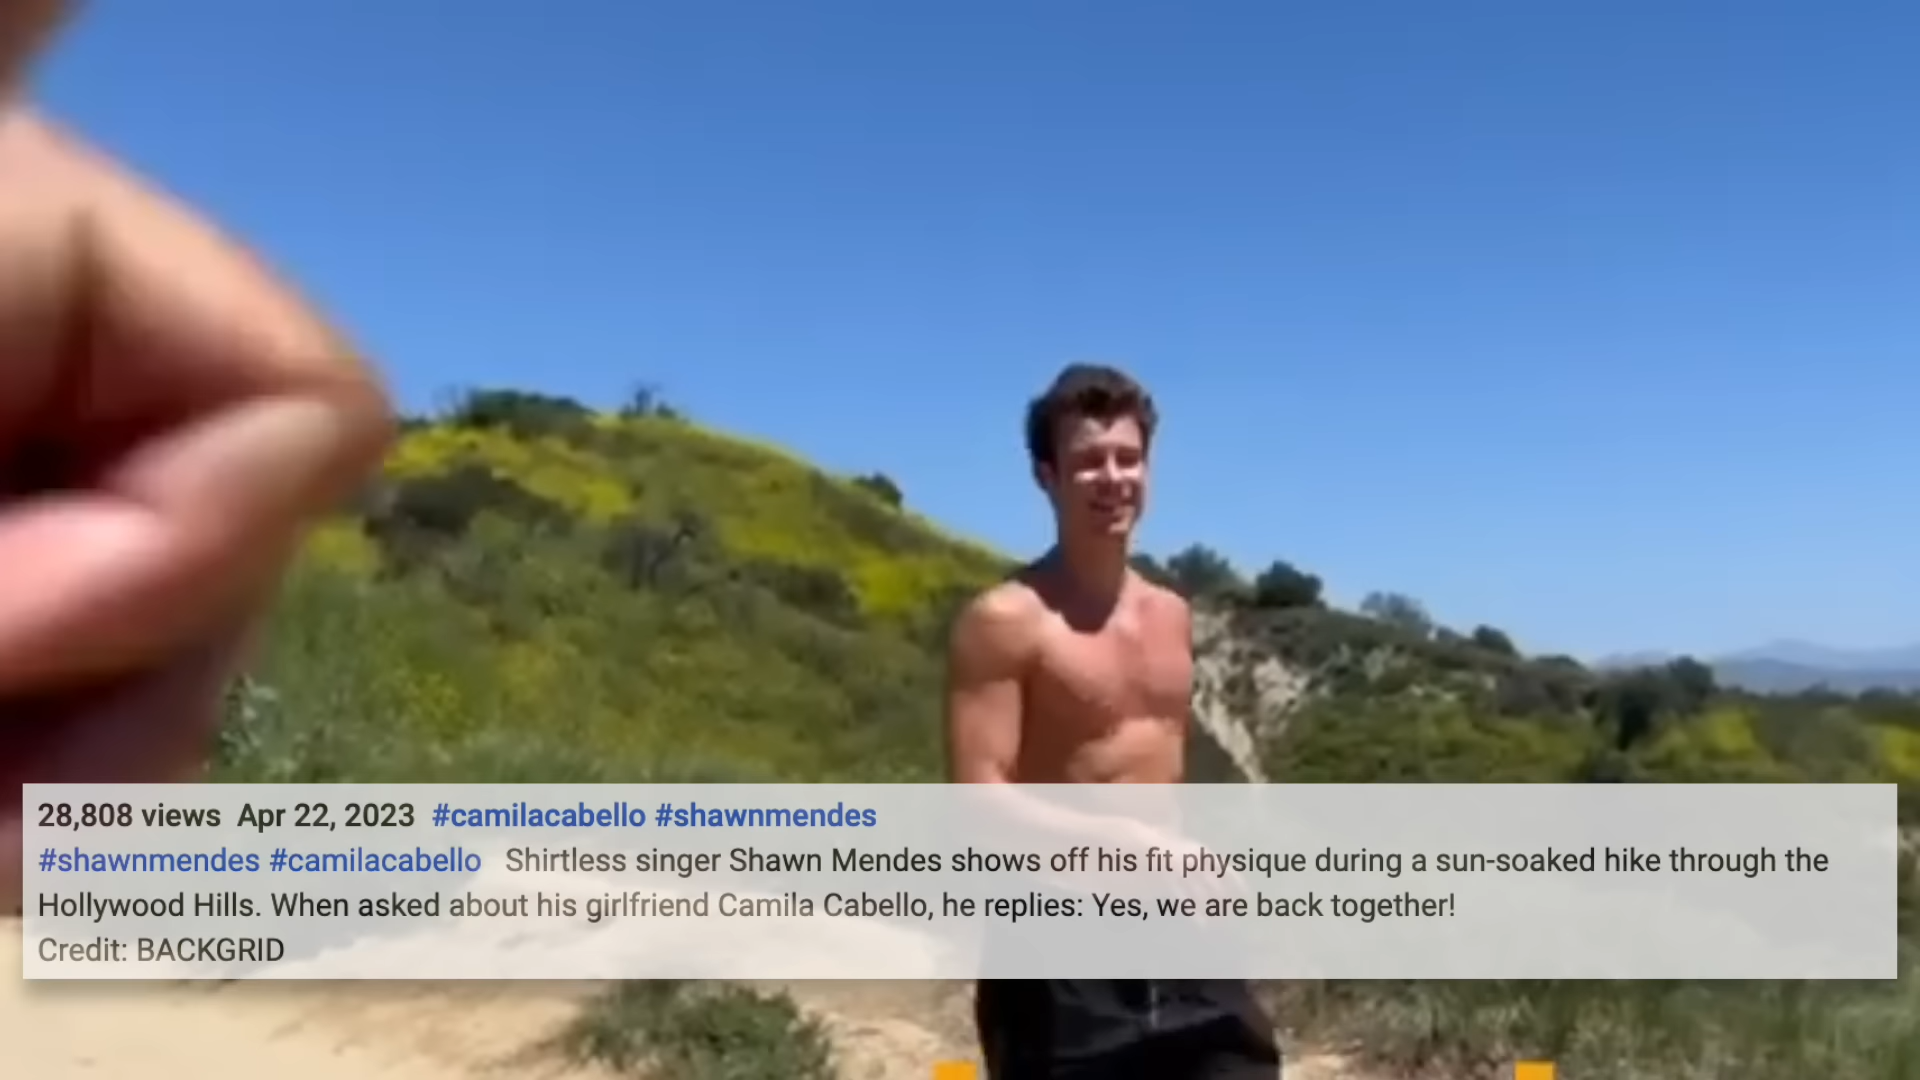 28,808 views Apr 22, 2023 #camilacabello #shawnmendes
#shawnmendes #camilacabello Shirtless singer Shawn Mendes shows off his fit physique during a sun-soaked hike through the
Hollywood Hills. When asked about his girlfriend Camila Cabello, he replies: Yes, we are back together!
Credit: BACKGRID